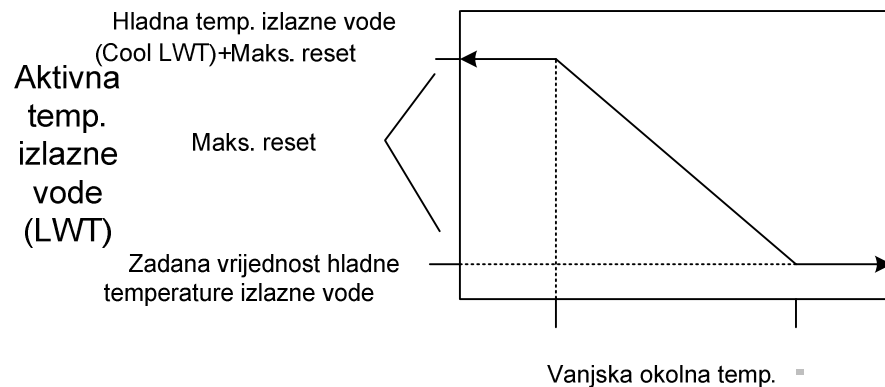 Hladna temp. izlazne vode
(Cool LWT)+Maks. reset
Aktivna
temp.
izlazne
vode
(LWT)
Maks. reset
Zadana vrijednost hladne
temperature izlazne vode
Vanjska okolna temp.